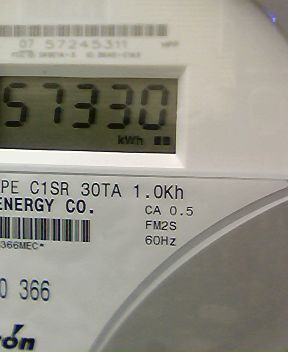 07 57245311
57330
kWh
PE C1SR 30TA 1.0Kh
ENERGY CO.
CA 0.5
FM2S
60Hz
366MEC*
0 366
rón